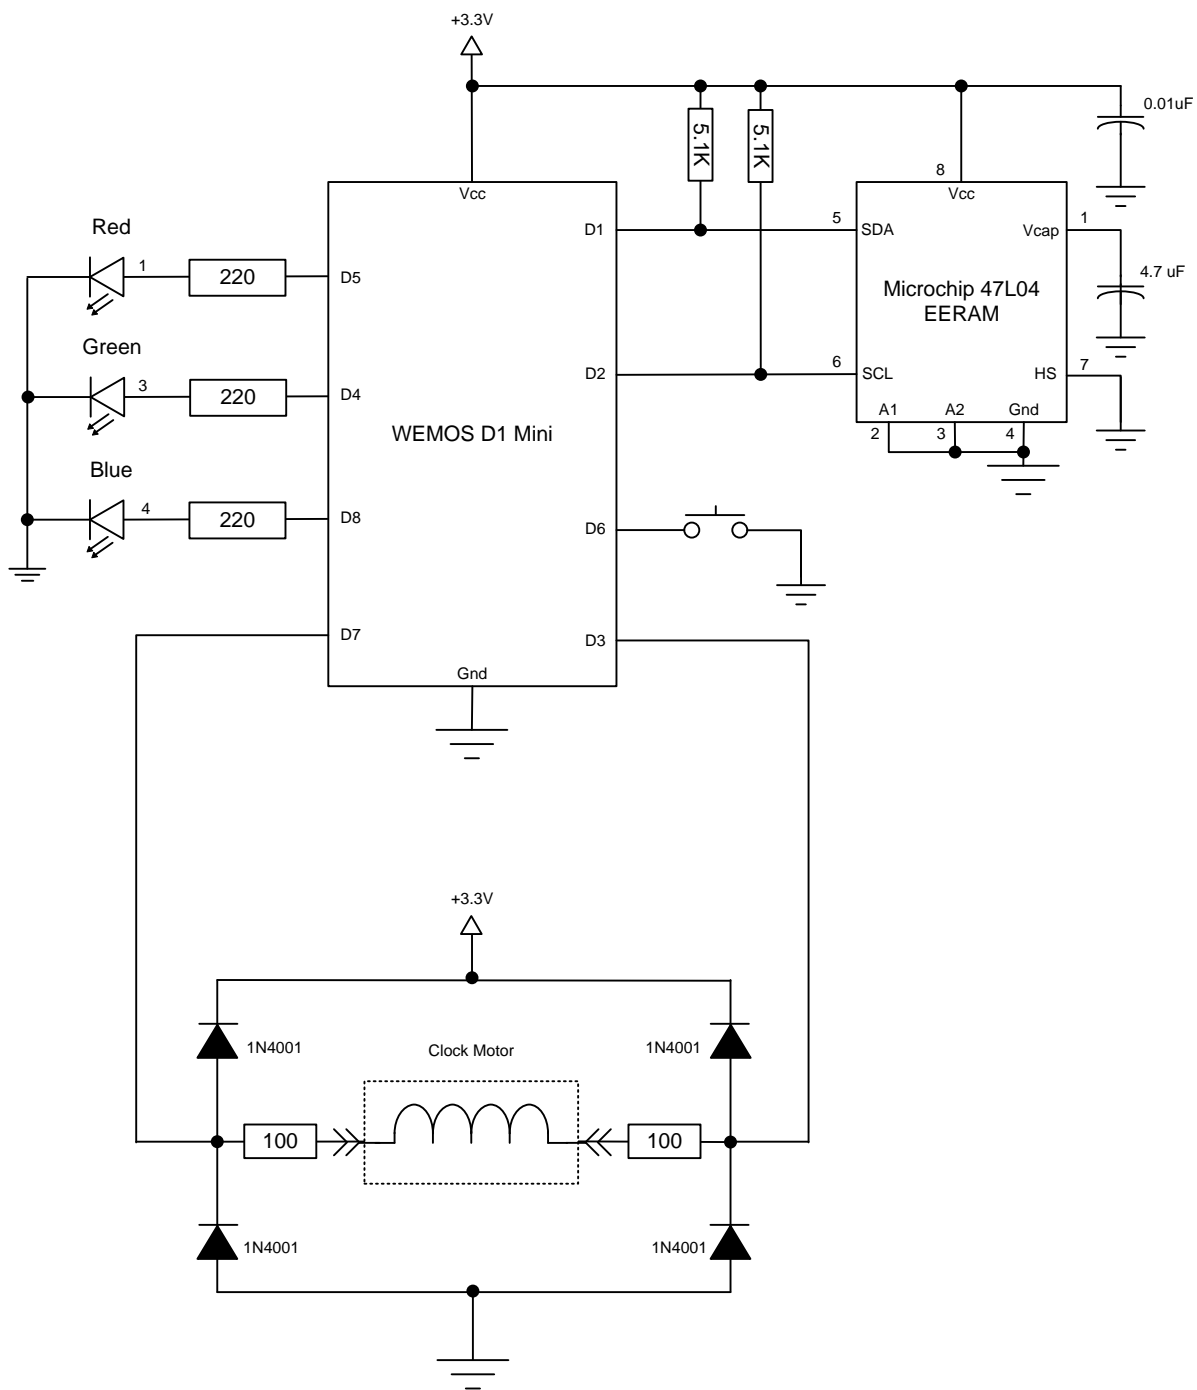 +3.3V
0.01uF
5.1K
5.1K
8
Vcc
Vcc
Red
D1
5
SDA
Vcap
1
1
220
D5
4.7 uF
Microchip 47L04
EERAM
Green
3
220
D4
D2
6
SCL
HS
7
A1
A2
Gnd
2
3
4
WEMOS D1 Mini
Blue
4
220
D8
D6
D7
D3
Gnd
+3.3V
1N4001
Clock Motor
1N4001
100
100
1N4001
1N4001